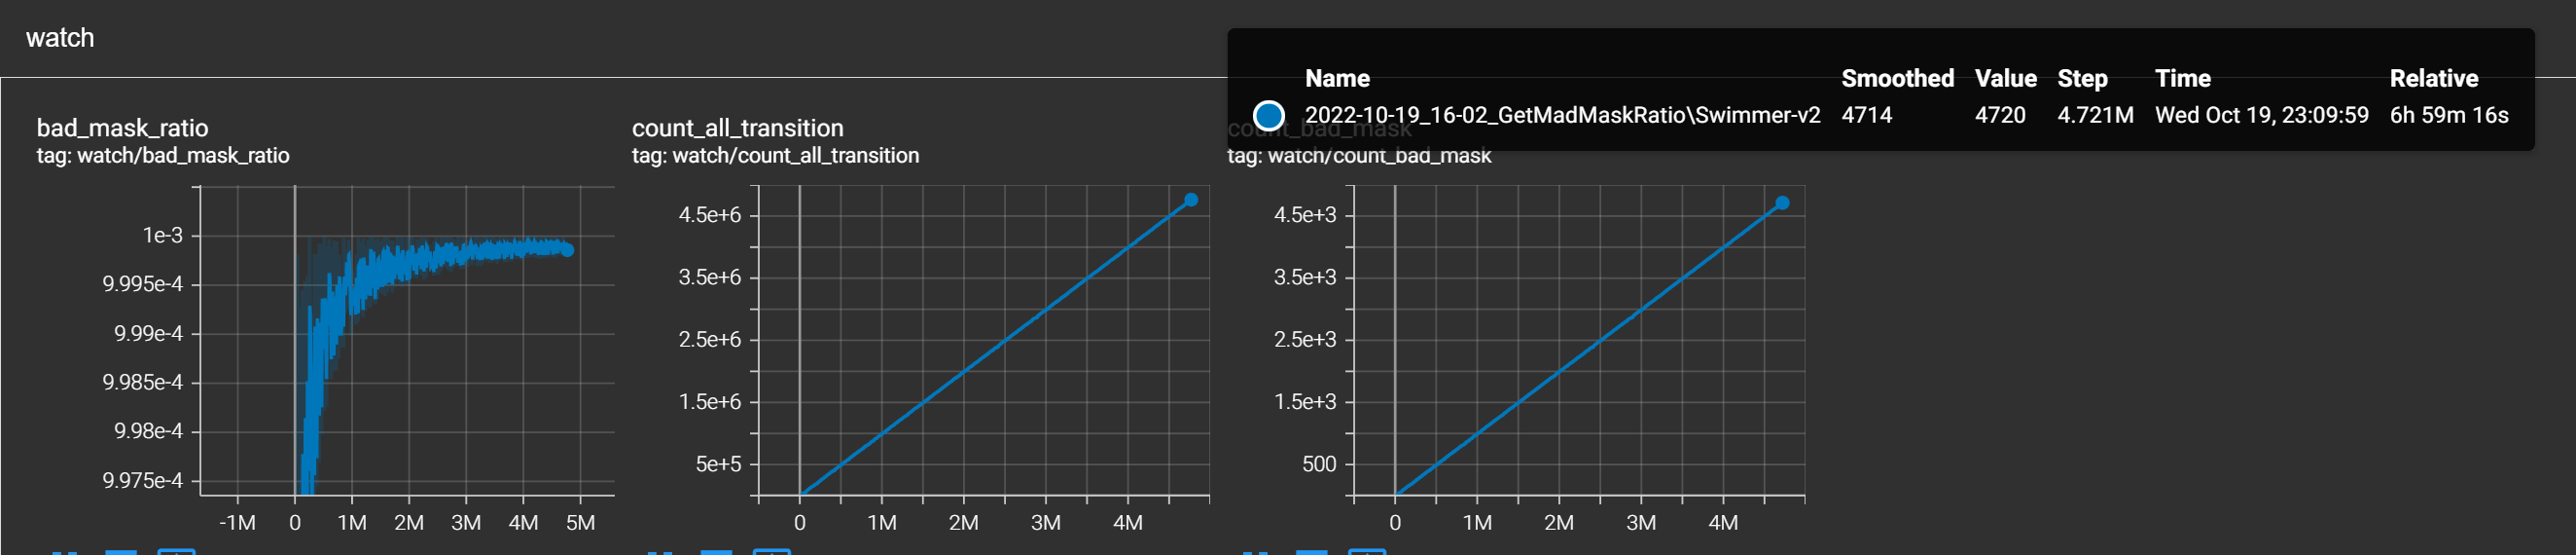 watch
Name Smoothed Value Step Time Relative
2022-10-19_16-02_GetMadMaskRatio\Swimmer-v2 4714 4720 4.721M Wed Oct 19, 23:09:59 6h 59m 16s
bad_mask_ratio
tag: watch/bad_mask_ratio
1e-3
9.995e-4
9.99e-4
9.985e-4
9.98e-4
9.975e-4
-1M 0 1M 2M 3M 4M 5M
count_all_transition
tag: watch/count_all_transition
4.5e+6
3.5e+6
2.5e+6
1.5e+6
5e+5
0 1M 2M 3M 4M
count_bad_mask
tag: watch/count_bad_mask
4.5e+3
3.5e+3
2.5e+3
1.5e+3
500
0 1M 2M 3M 4M